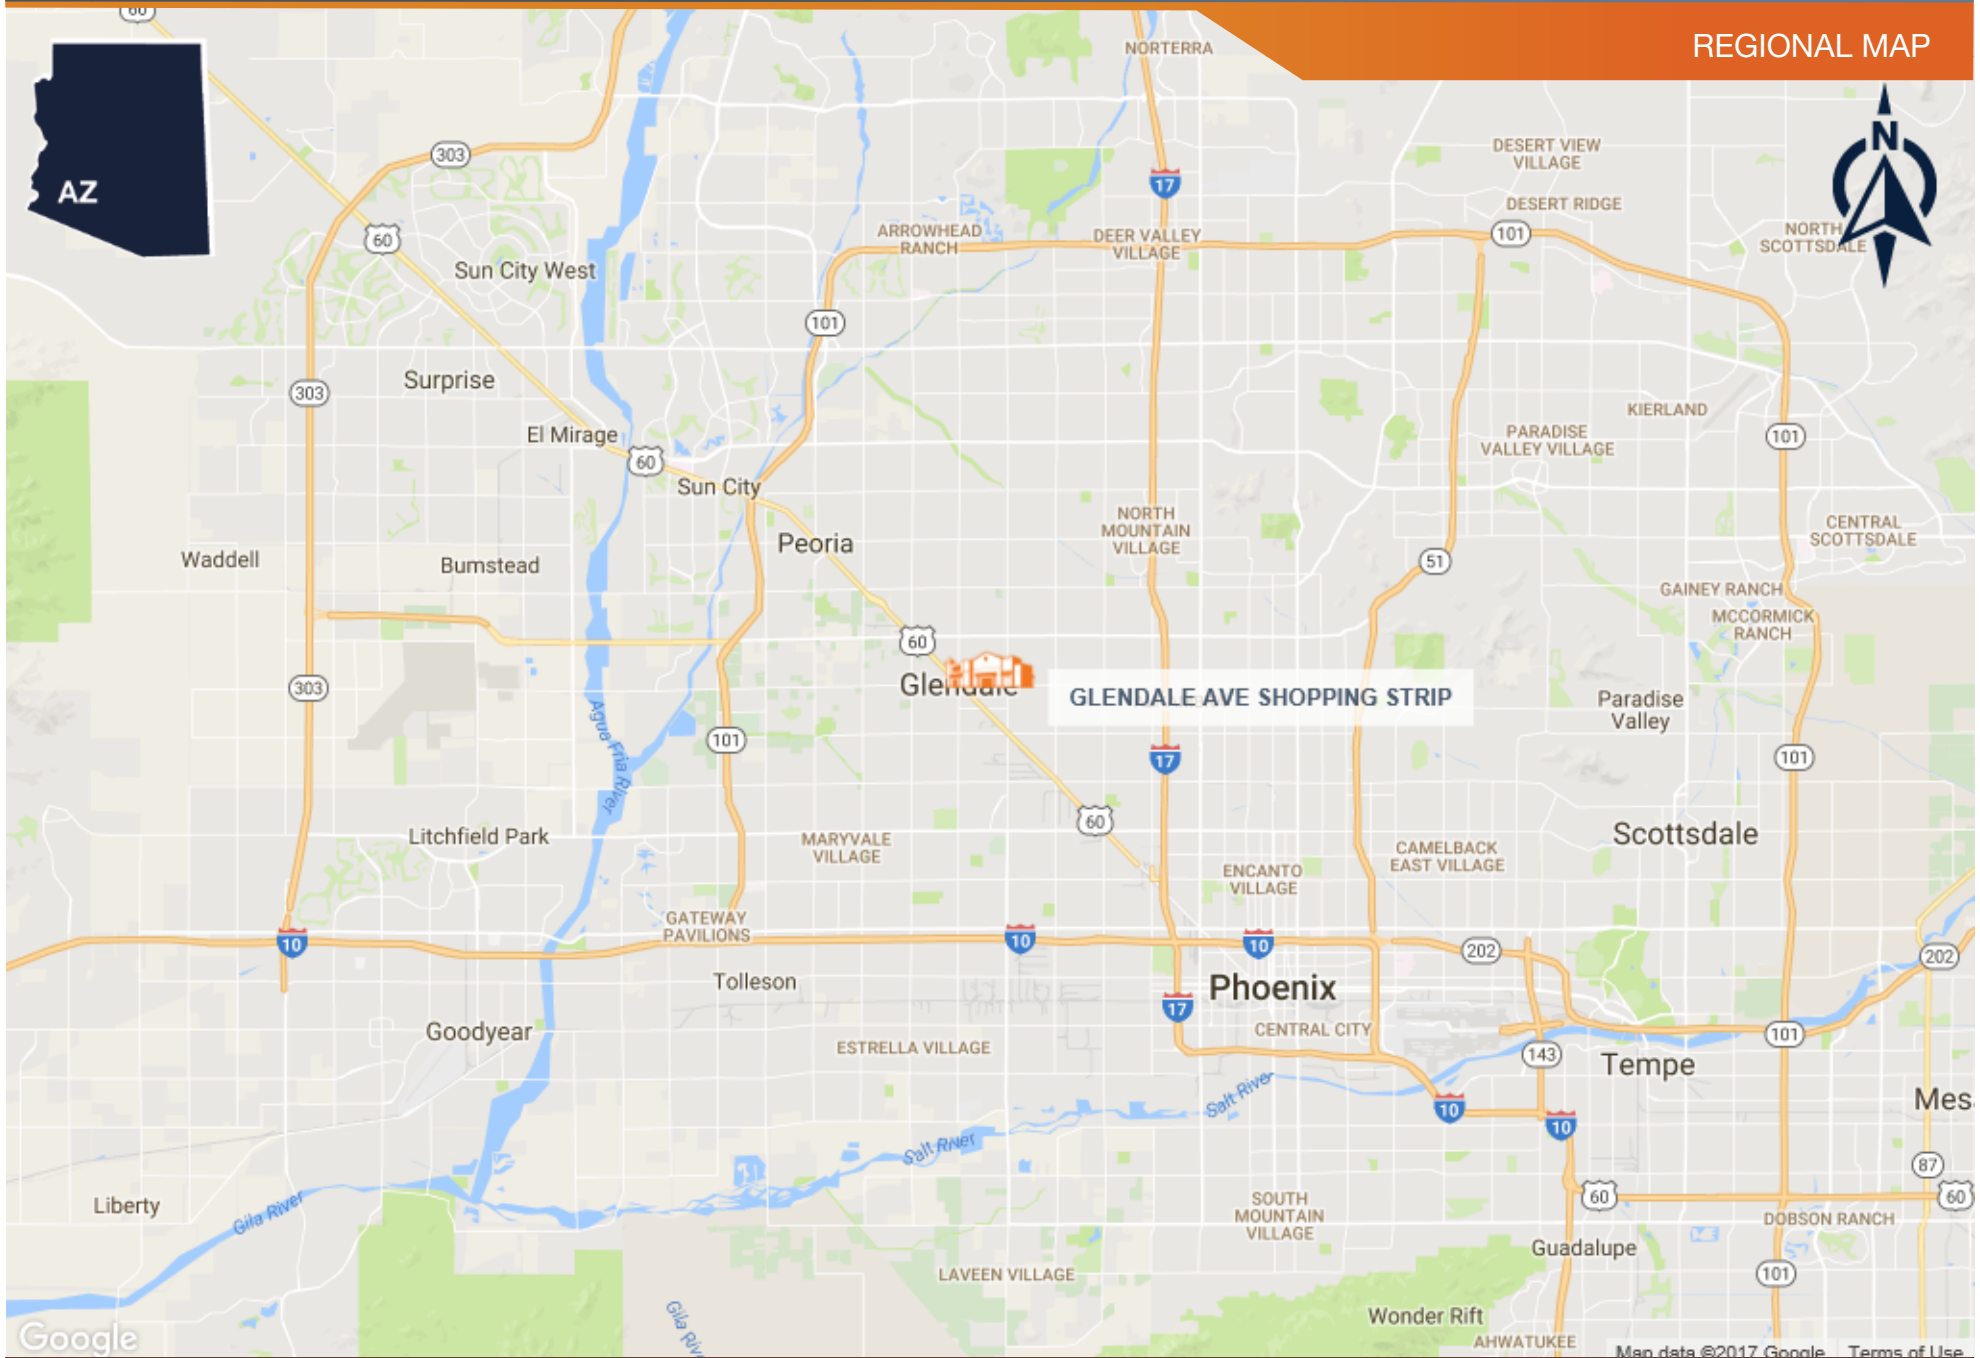 60
REGIONAL MAP
NORTERRA
N
AZ
303
17
DESERT VIEW
VILLAGE
DESERT RIDGE
60
ARROWHEAD
RANCH
DEER VALLEY
VILLAGE
101
NORTH
SCOTTSDALE
Sun City West
101
Surprise
303
KIERLAND
El Mirage
60
PARADISE
VALLEY VILLAGE
101
Sun City
NORTH
MOUNTAIN
VILLAGE
CENTRAL
SCOTTSDALE
Peoria
Waddell
Bumstead
51
GAINEY RANCH
MCCORMICK
RANCH
60
Glendale
GLENDALE AVE SHOPPING STRIP
303
Paradise
Valley
Agua Fria River
101
17
101
60
Litchfield Park
MARYVALE
VILLAGE
CAMELBACK
EAST VILLAGE
Scottsdale
ENCANTO
VILLAGE
GATEWAY
PAVILIONS
10
10
10
202
202
Tolleson
Phoenix
17
Goodyear
CENTRAL CITY
101
ESTRELLA VILLAGE
143
Tempe
Salt River
10
Mes
10
Salt River
87
Liberty
Gila River
60
60
SOUTH
MOUNTAIN
VILLAGE
DOBSON RANCH
Guadalupe
LAVEEN VILLAGE
101
Gila Riv
Wonder Rift
AHWATUKEE
Google
Map data ©2017 Google
Terms of Use